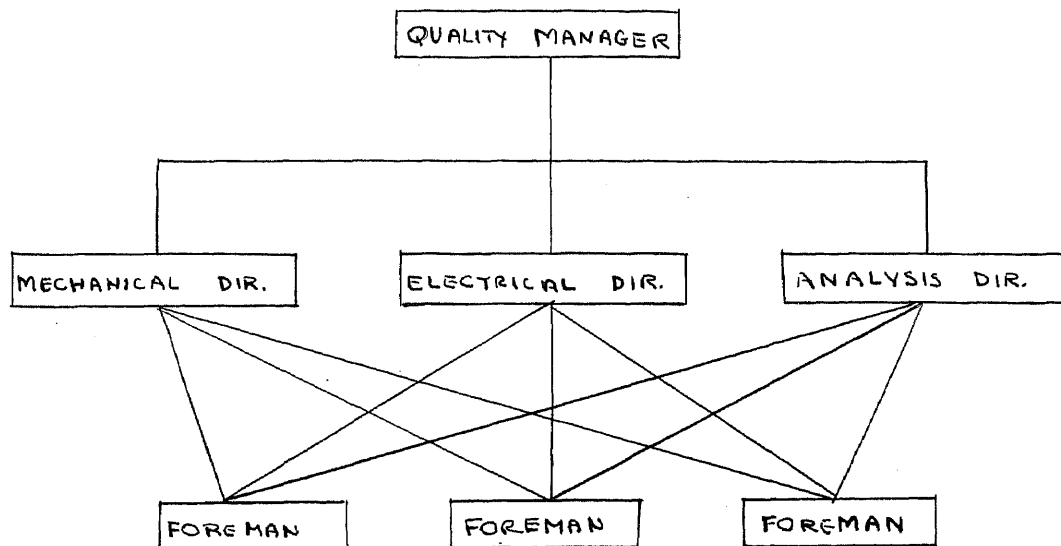 QUALITY MANAGER
MECHANICAL DIR.
ELECTRICAL DIR.
ANALYSIS DIR.
FOREMAN
FOREMAN
FOREMAN